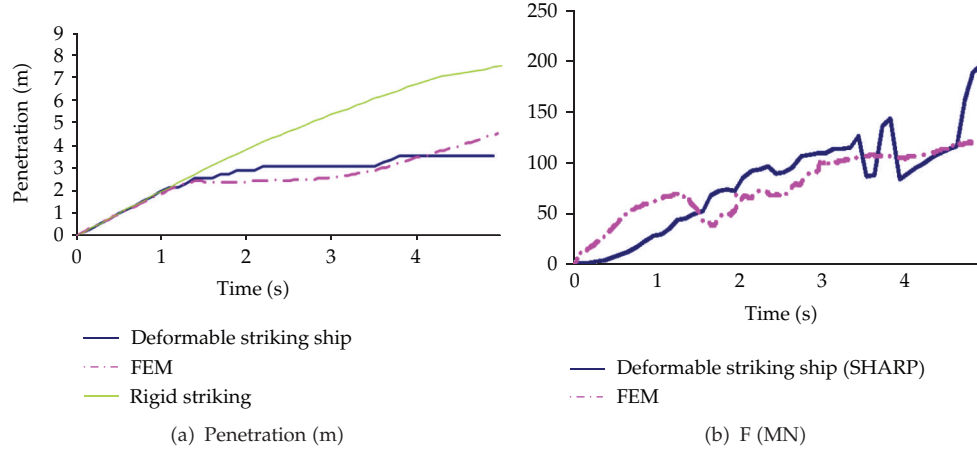 9
8
7
6
5
4
3
2
1
0
Penetration (m)
0 1 2 3 4
Time (s)
Deformable striking ship
FEM
Rigid striking
(a) Penetration (m)
250
200
150
100
50
0
0 1 2 3 4
Time (s)
Deformable striking ship (SHARP)
FEM
(b) F (MN)